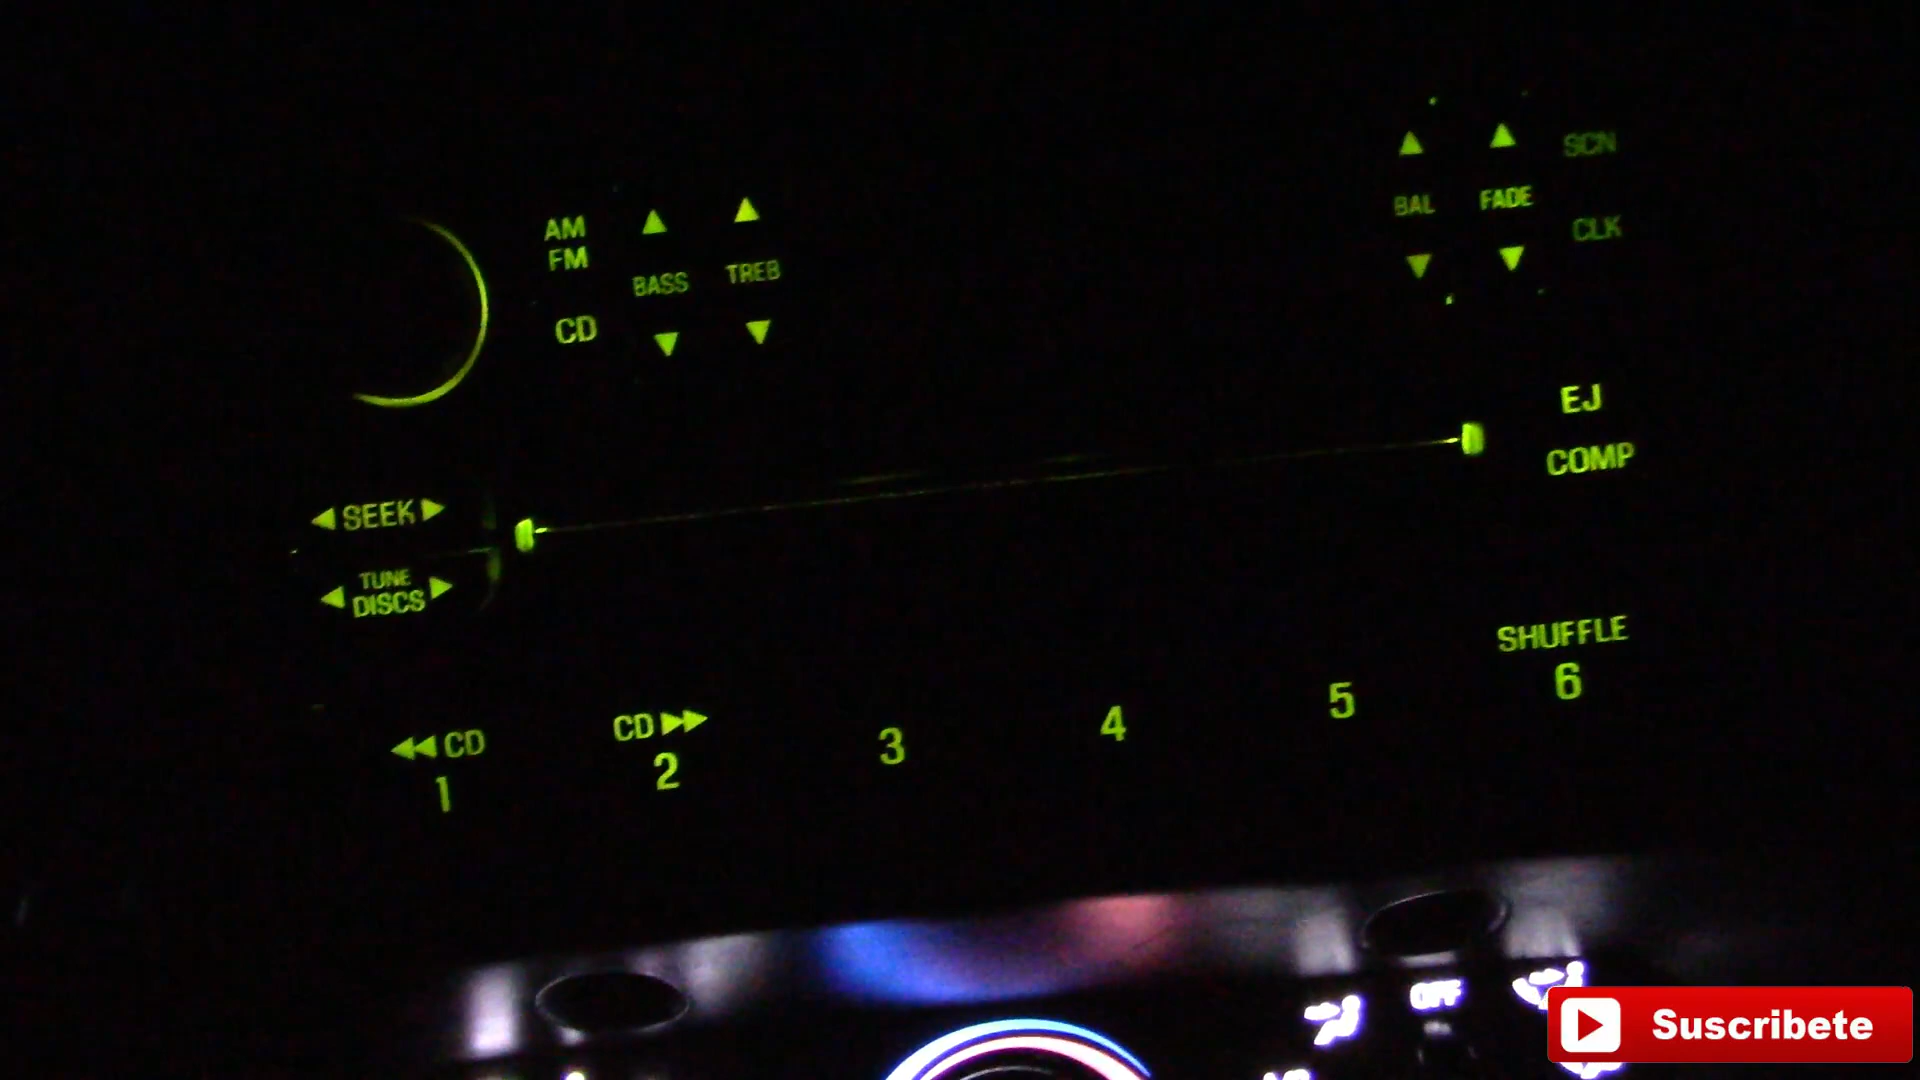 SCN
AM
FM
BAL
FADE
CLK
BASS
TREB
CD
EJ
COMP
SEEK
TUNE
DISCS
SHUFFLE
6
CD
1
CD
2
3
4
5
OFF
Suscribete